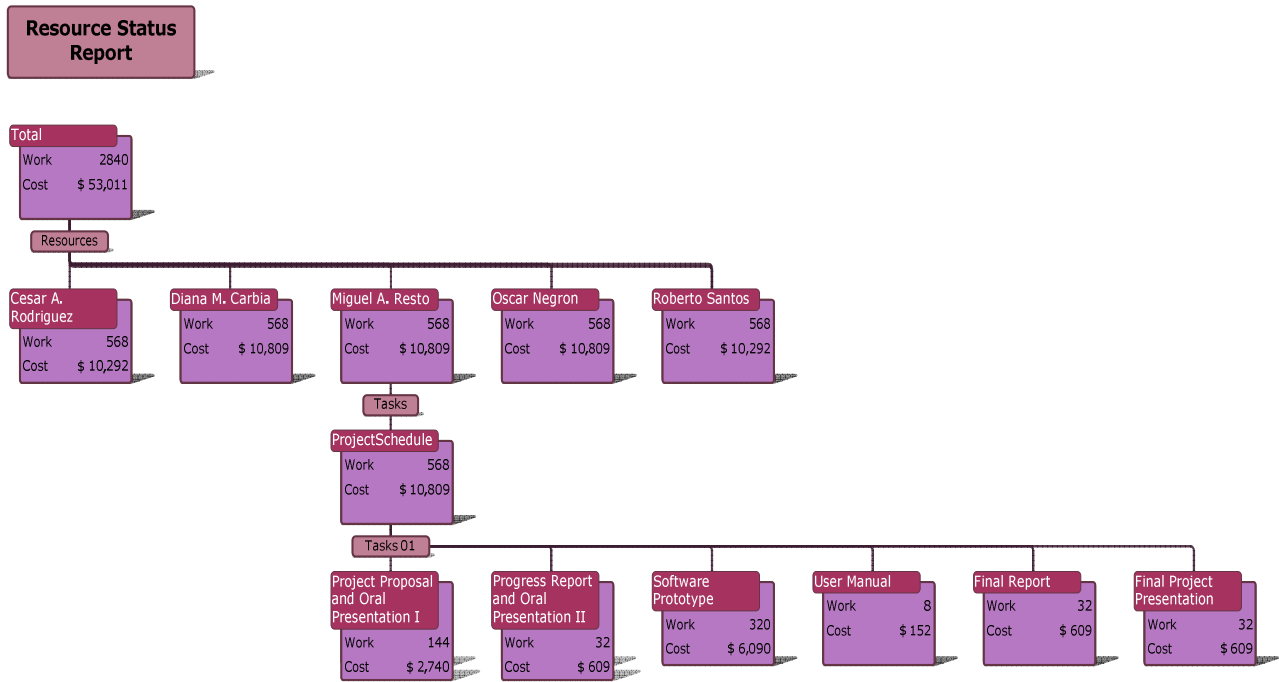 Resource Status
Report
Total
Work 2840
Cost $ 53,011
Resources
Cesar A.
Rodriguez
Work 568
Cost $ 10,292
Diana M. Carbia
Work 568
Cost $ 10,809
Miguel A. Resto
Work 568
Cost $ 10,809
Oscar Negron
Work 568
Cost $ 10,809
Roberto Santos
Work 568
Cost $ 10,292
Tasks
ProjectSchedule
Work 568
Cost $ 10,809
Tasks 01
Project Proposal
and Oral
Presentation I
Work 144
Cost $ 2,740
Progress Report
and Oral
Presentation II
Work 32
Cost $ 609
Software
Prototype
Work 320
Cost $ 6,090
User Manual
Work 8
Cost $ 152
Final Report
Work 32
Cost $ 609
Final Project
Presentation
Work 32
Cost $ 609